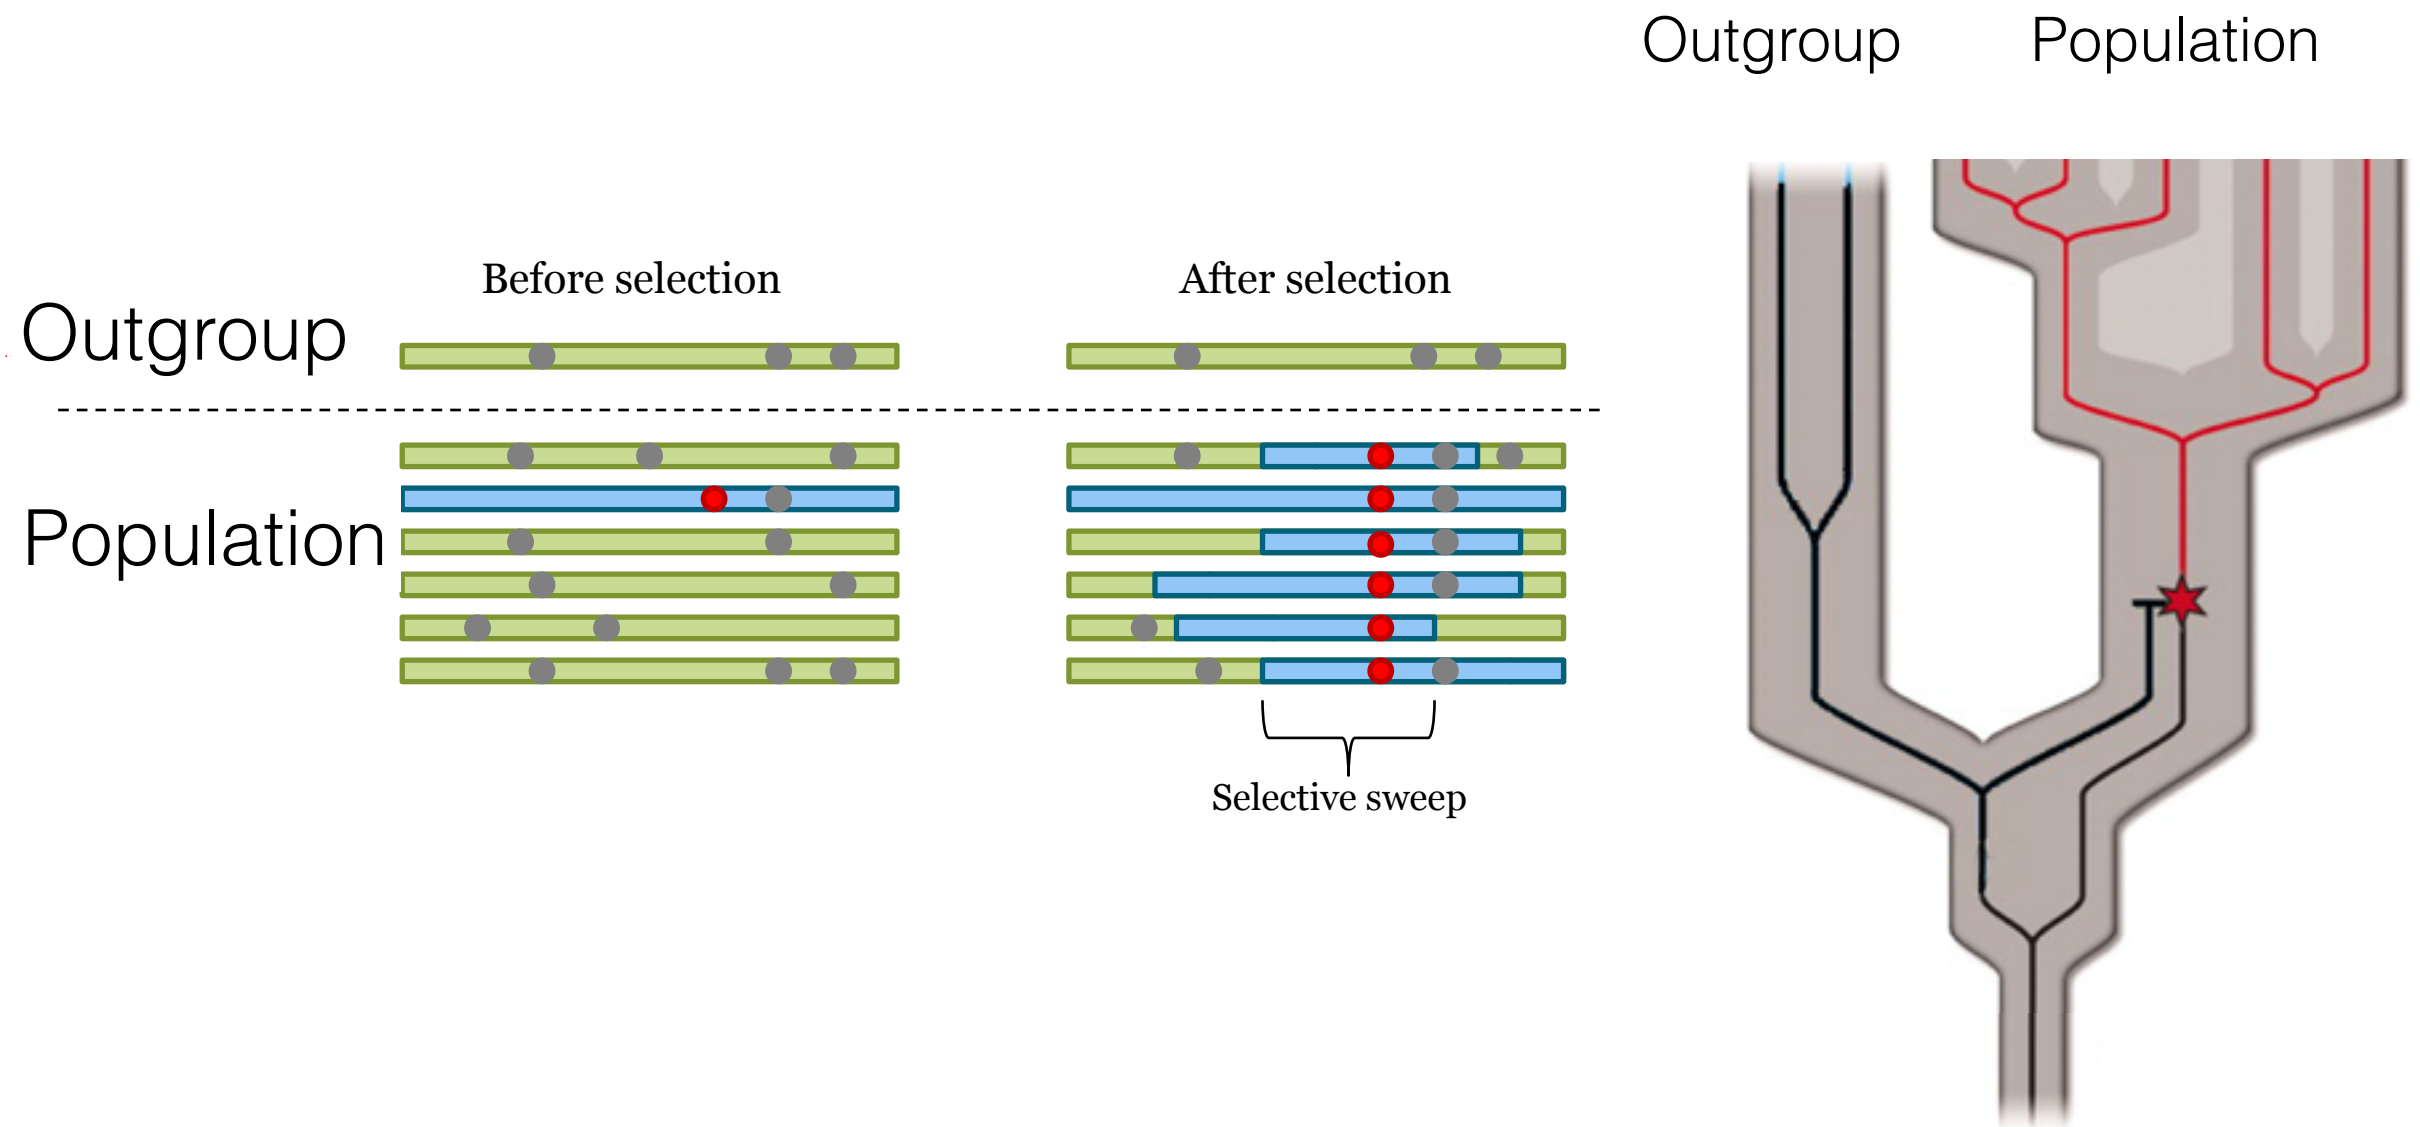 Outgroup Population
Before selection After selection
Outgroup
Population
Selective sweep